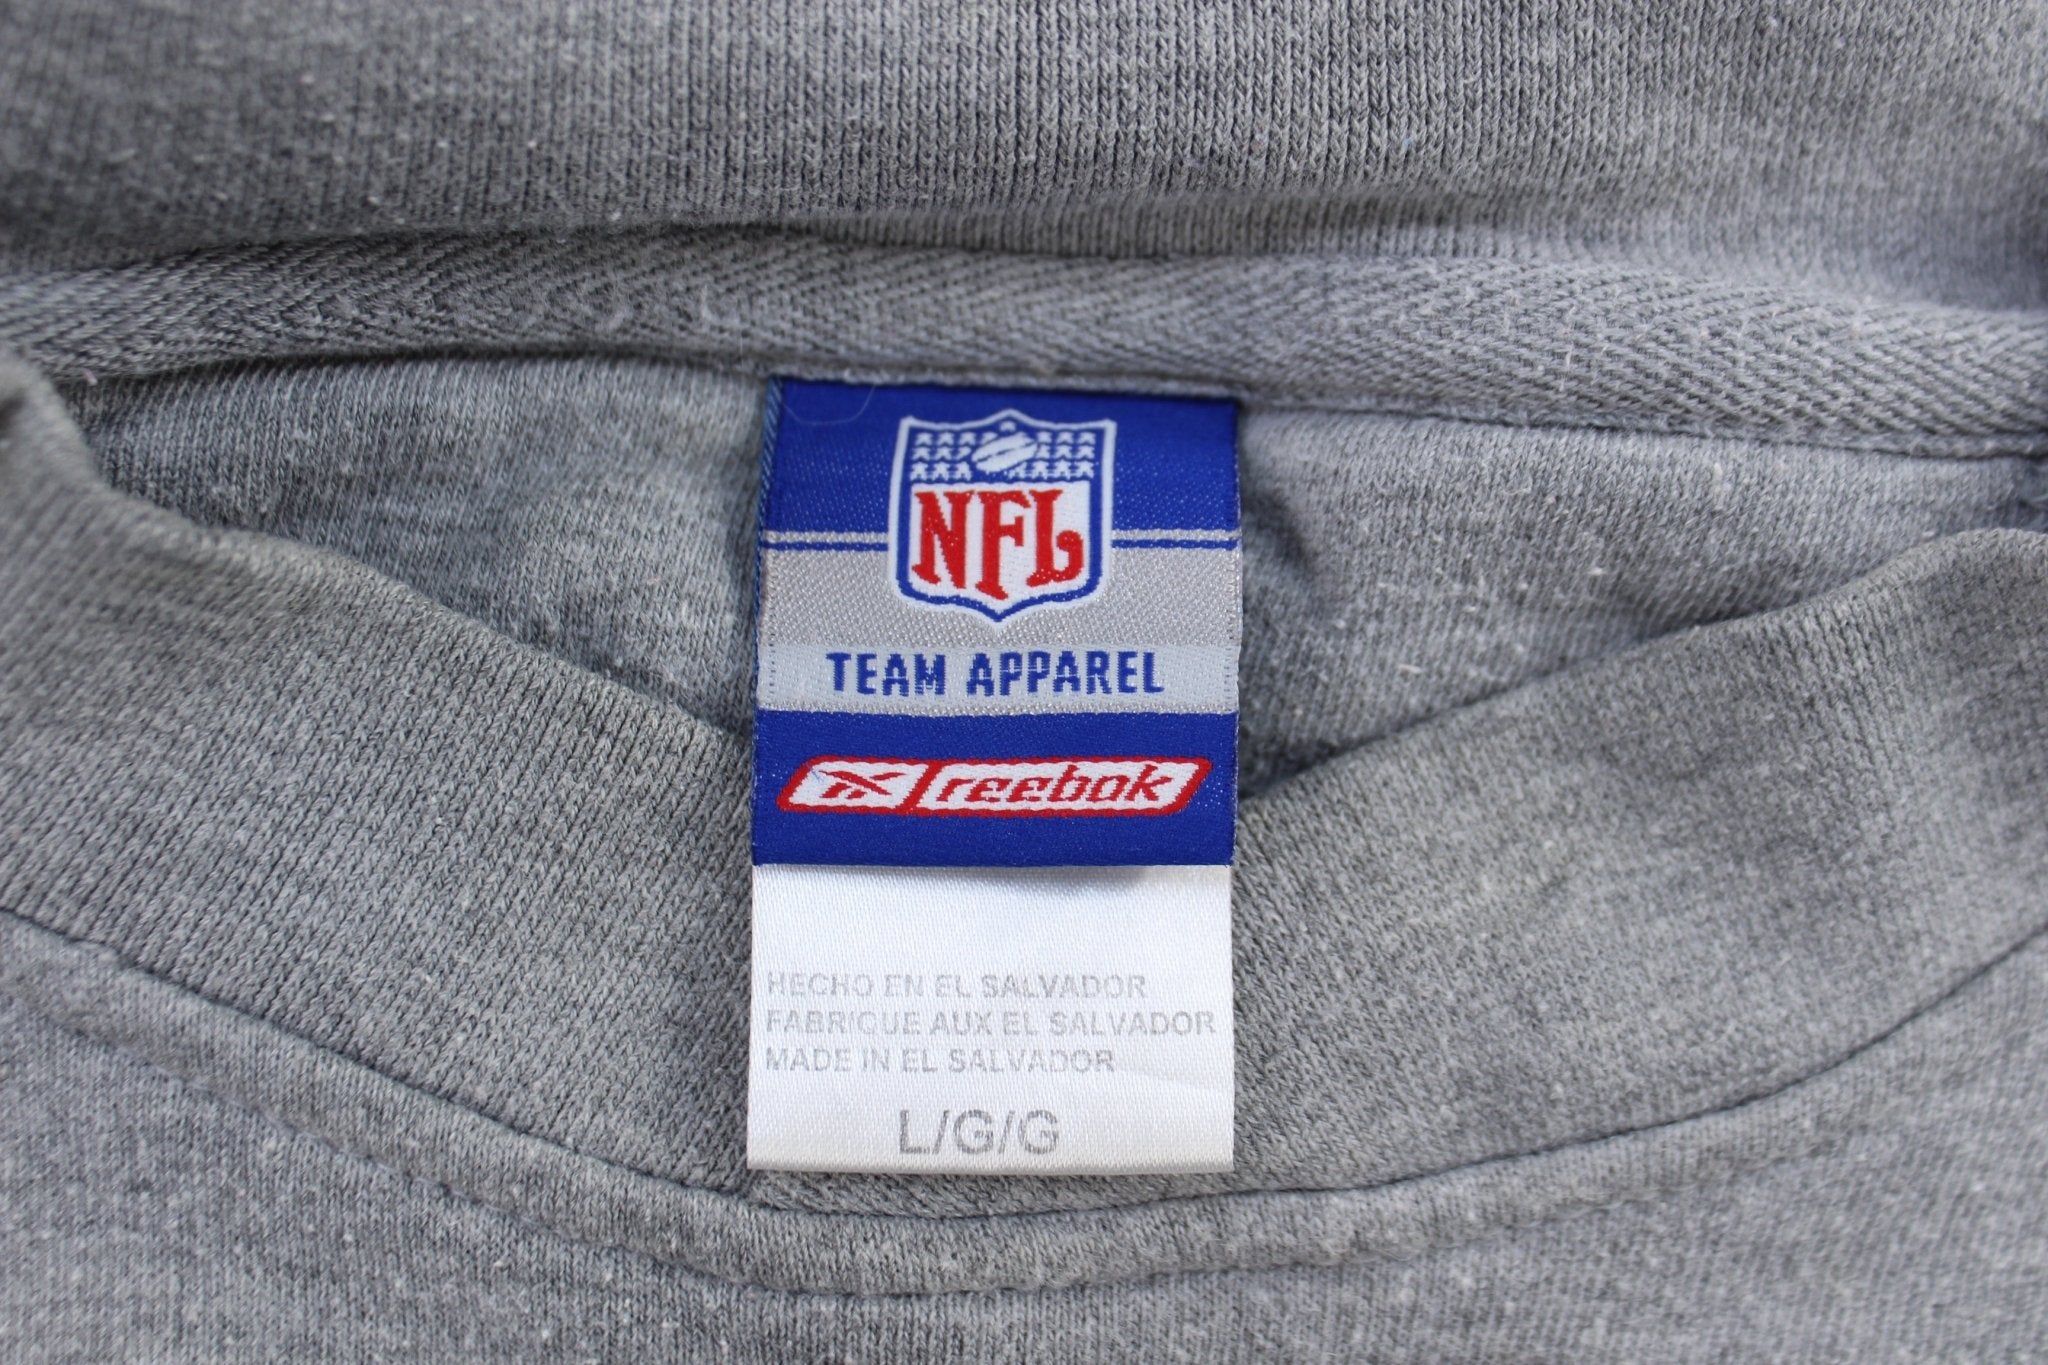 NFL
TEAM APPAREL
reebok
HECHO EN EL SALVADOR
FABRIQUE AUX EL SALVADOR
MADE IN EL SALVADOR
L/G/G